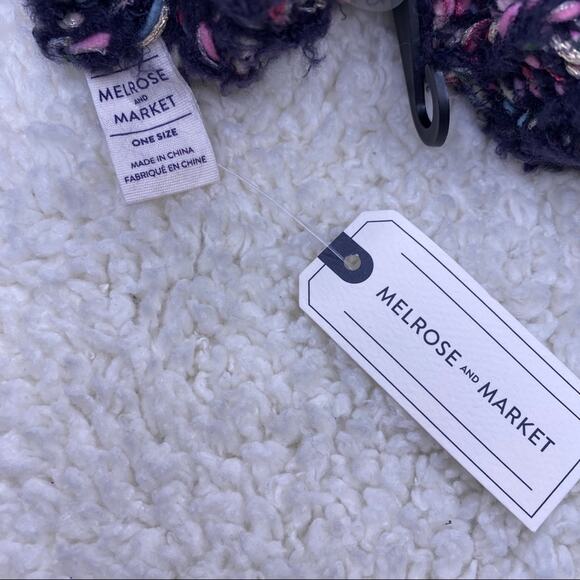 MELROSE
AND
MARKET
ONE SIZE
MADE IN CHINA
FABRIQUÉ EN CHINE
MELROSE AND MARKET